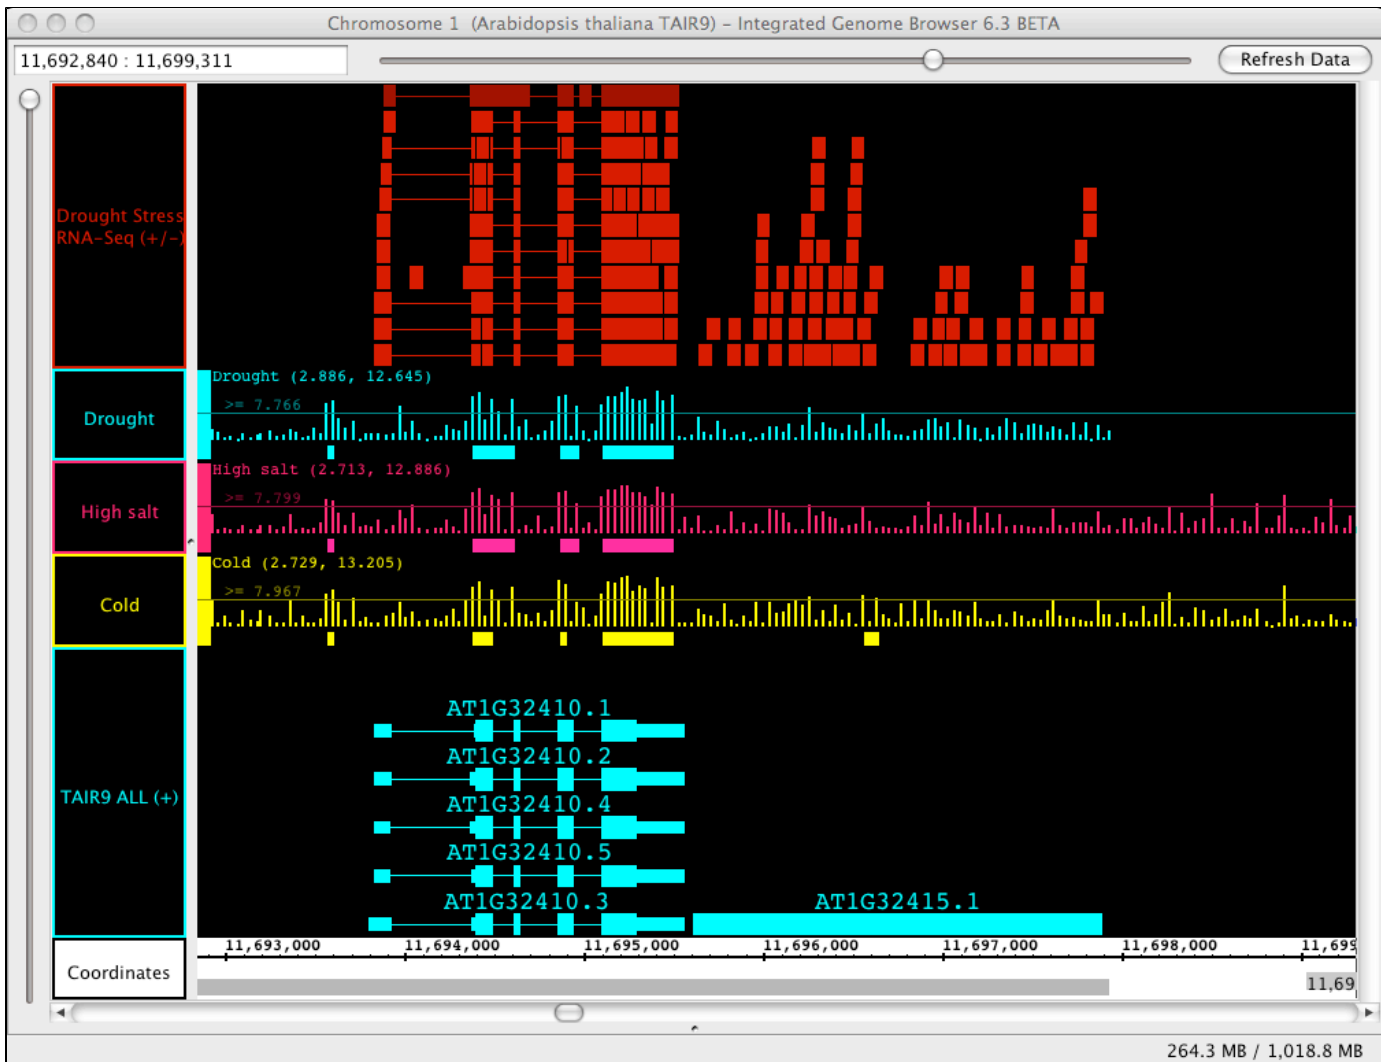 Chromosome 1  (Arabidopsis thaliana TAIR9) – Integrated Genome Browser 6.3 BETA
11,692,840 : 11,699,311
Refresh Data
Drought Stress
RNA-Seq (+/-)
Drought
Drought (2.886, 12.645)
>= 7.766
High salt
High salt (2.713, 12.886)
>= 7.799
Cold
Cold (2.729, 13.205)
>= 7.967
TAIR9 ALL (+)
AT1G32410.1
AT1G32410.2
AT1G32410.4
AT1G32410.5
AT1G32410.3
AT1G32415.1
Coordinates
11,693,000 11,694,000 11,695,000 11,696,000 11,697,000 11,698,000 11,699
11,69
264.3 MB / 1,018.8 MB